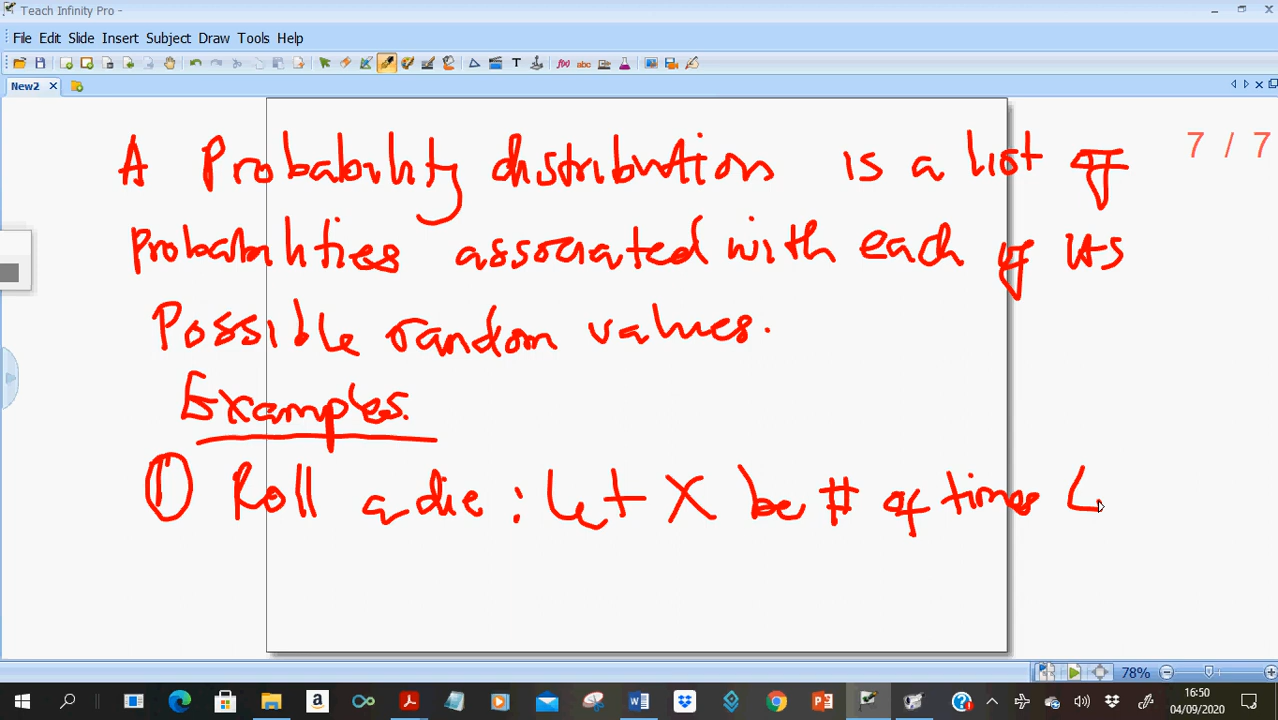 Teach Infinity Pro -
File Edit Slide Insert Subject Draw Tools Help
New2
7 / 7
A Probability distribution is a list of
probabilities associated with each of its
Possible random values.
Examples.
① Roll a die : Let X be # of times
78%
16:50
04/09/2020